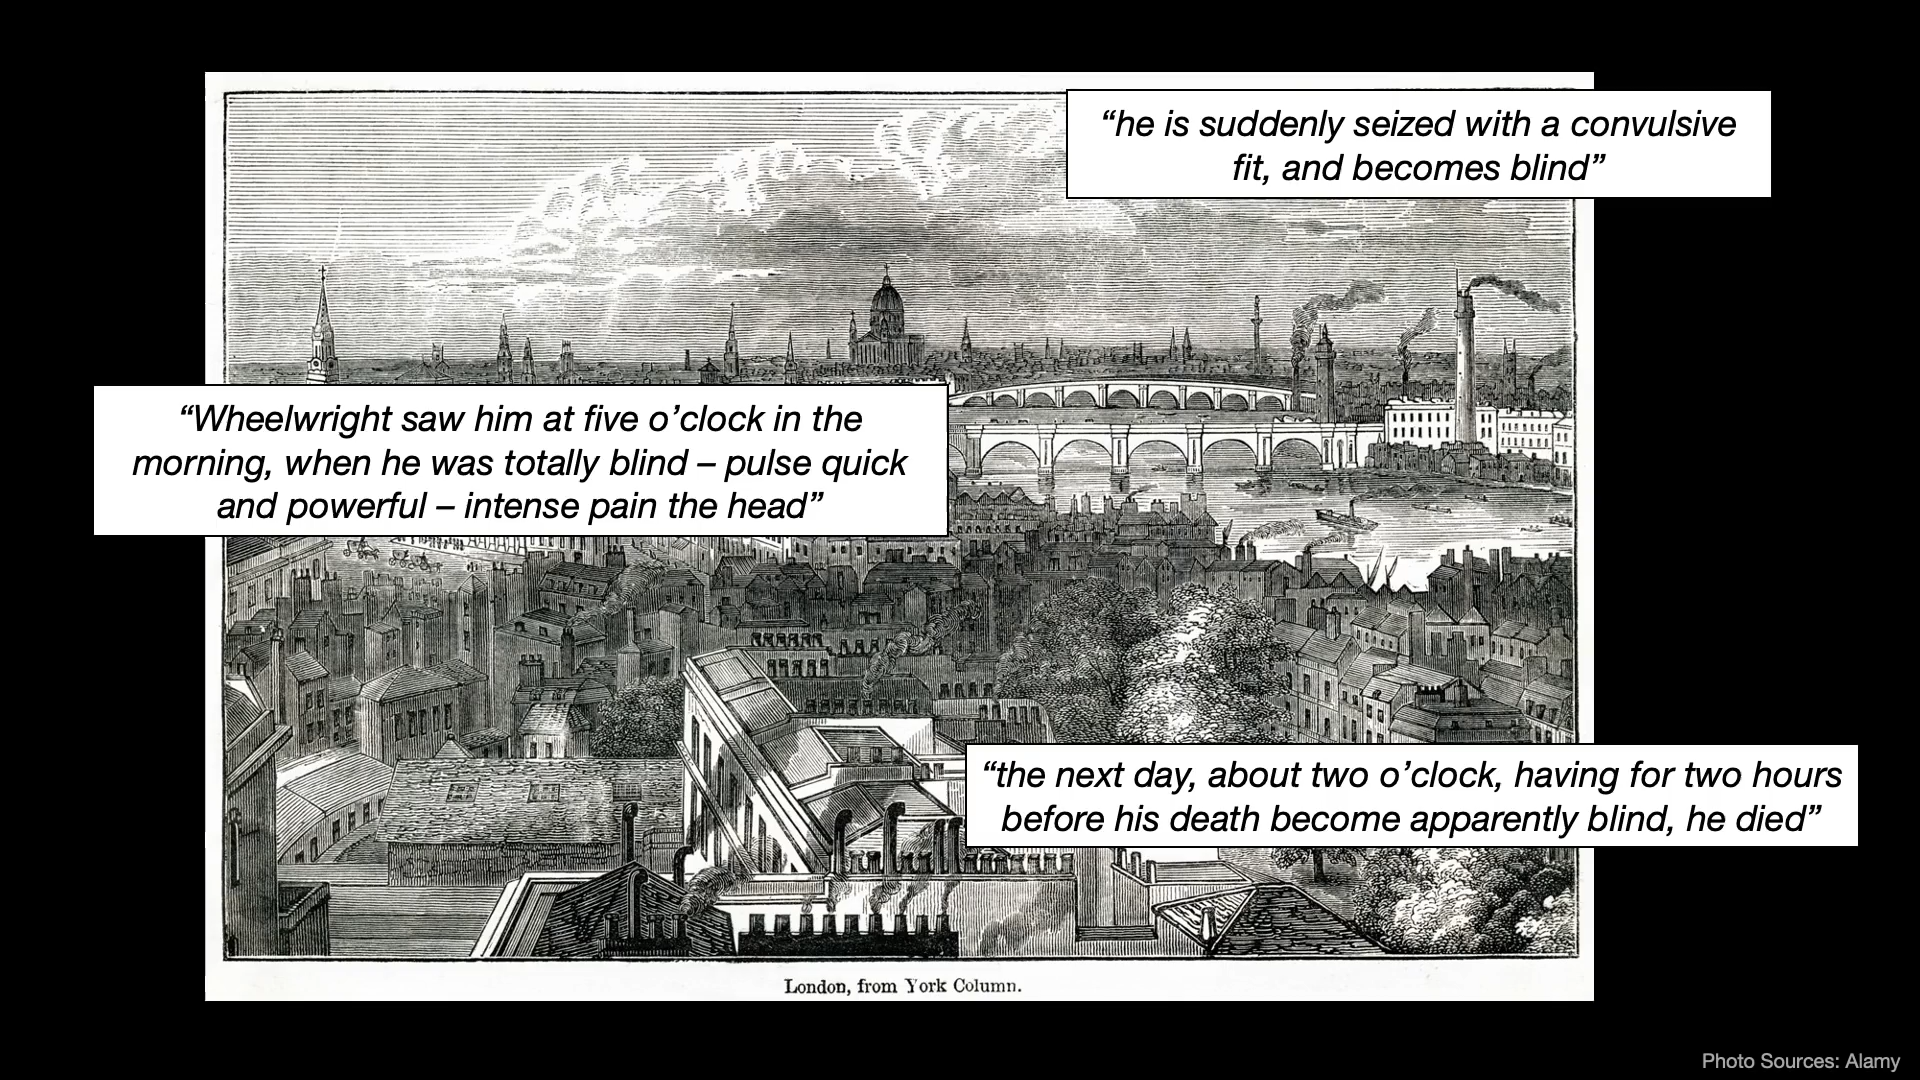 “he is suddenly seized with a convulsive
fit, and becomes blind”
“Wheelwright saw him at five o’clock in the
morning, when he was totally blind – pulse quick
and powerful – intense pain the head”
“the next day, about two o’clock, having for two hours
before his death become apparently blind, he died”
London, from York Column.
Photo Sources: Alamy